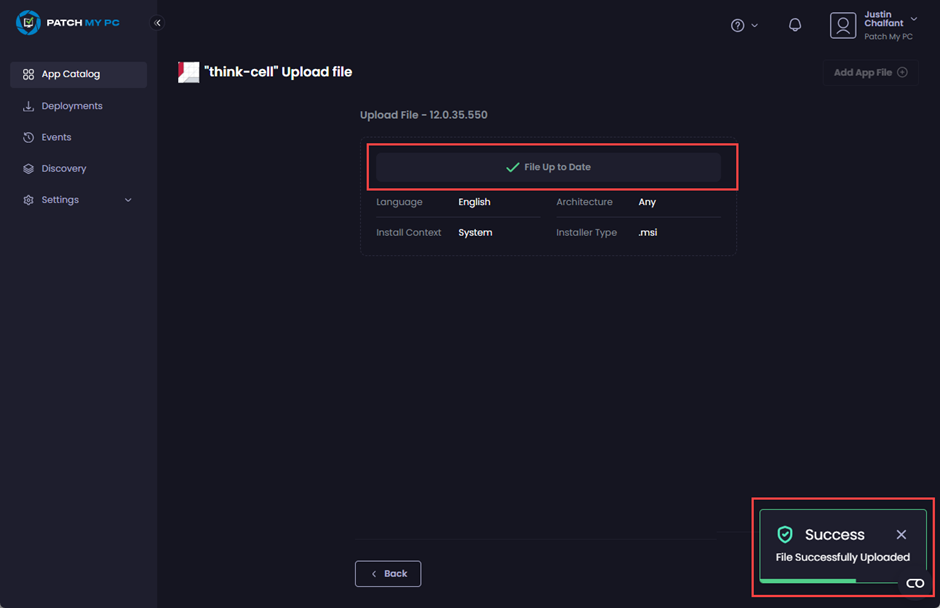 PATCH MY PC
Justin
Chalfant
Patch My PC
App Catalog
Deployments
Events
Discovery
Settings
"think-cell" Upload file
Add App File
Upload File - 12.0.35.550
File Up to Date
Language English Architecture Any
Install Context System Installer Type .msi
Back
Success
File Successfully Uploaded